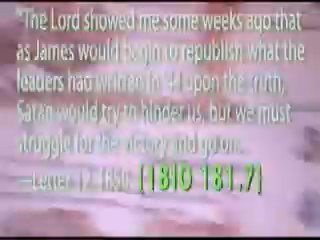 "The Lord showed me some weeks ago that
as James would begin to republish what the
leaders had written in 44 upon the truth,
Satan would try to hinder us, but we must
struggle for the victory and go on.
—Letter 12, 1850. [1BIO 181.7]